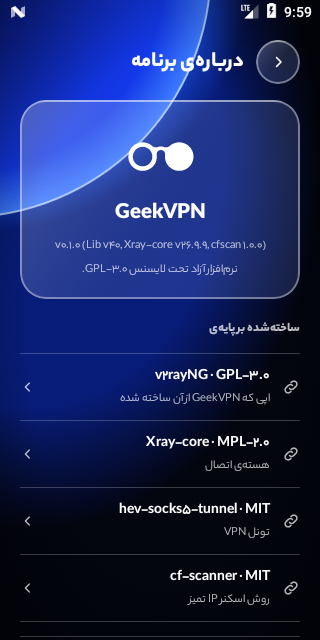 9:59
LTE
درباره‌ی برنامه
GeekVPN
v۰.۱.۰ (Lib v۴۰, Xray-core v۲۶.۹.۹, cfscan ۱.۰.۰)
نرم‌افزار آزاد تحت لایسنس GPL-۳.۰.
ساخته‌شده بر پایه‌ی
v۲rayNG · GPL-۳.۰
اپی که GeekVPN از آن ساخته شده
Xray-core · MPL-۲.۰
هسته‌ی اتصال
hev-socks۵-tunnel · MIT
تونل VPN
cf-scanner · MIT
روش اسکنر IP تمیز